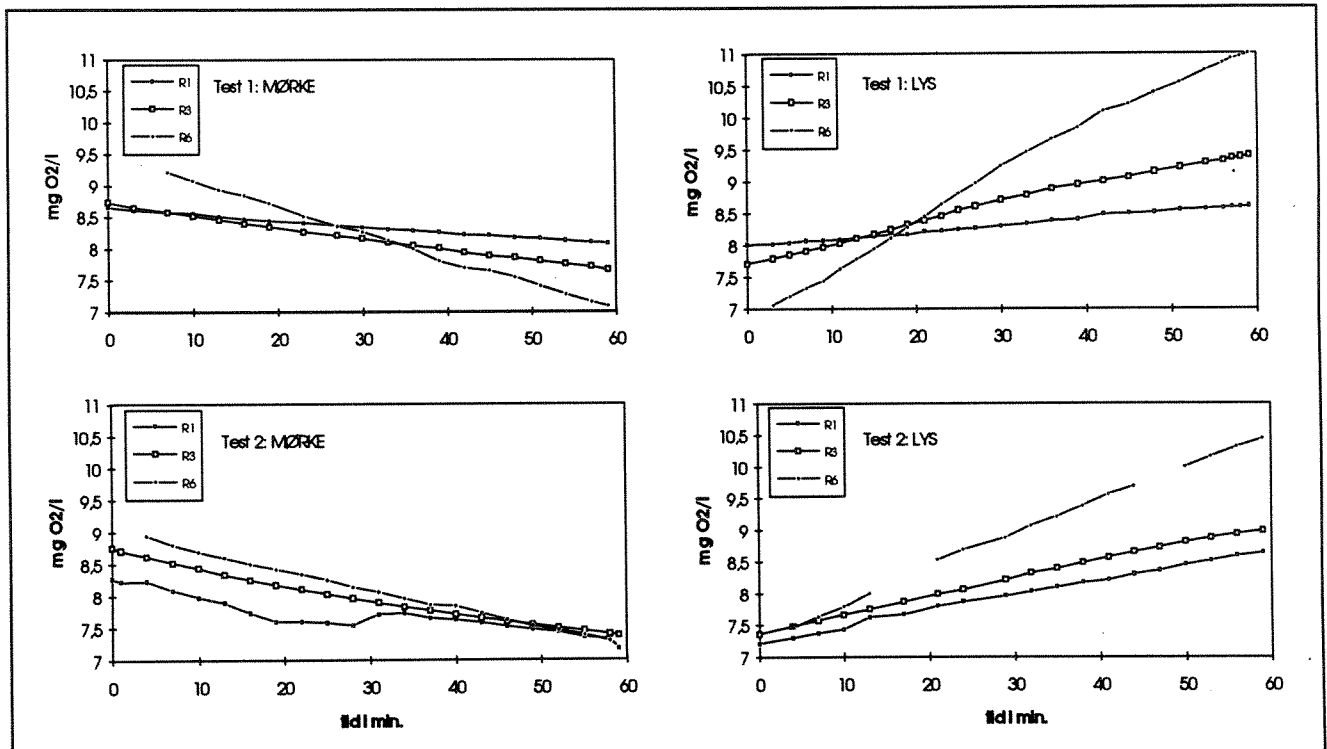 Test 1: MØRKE
R1
R3
R6
mg O2/l
11
10,5
10
9,5
9
8,5
8
7,5
7
0 10 20 30 40 50 60
Test 1: LYS
R1
R3
R6
mg O2/l
11
10,5
10
9,5
9
8,5
8
7,5
7
0 10 20 30 40 50 60
Test 2: MØRKE
R1
R3
R6
mg O2/l
11
10,5
10
9,5
9
8,5
8
7,5
7
0 10 20 30 40 50 60
tid i min.
Test 2: LYS
R1
R3
R6
mg O2/l
11
10,5
10
9,5
9
8,5
8
7,5
7
0 10 20 30 40 50 60
tid i min.